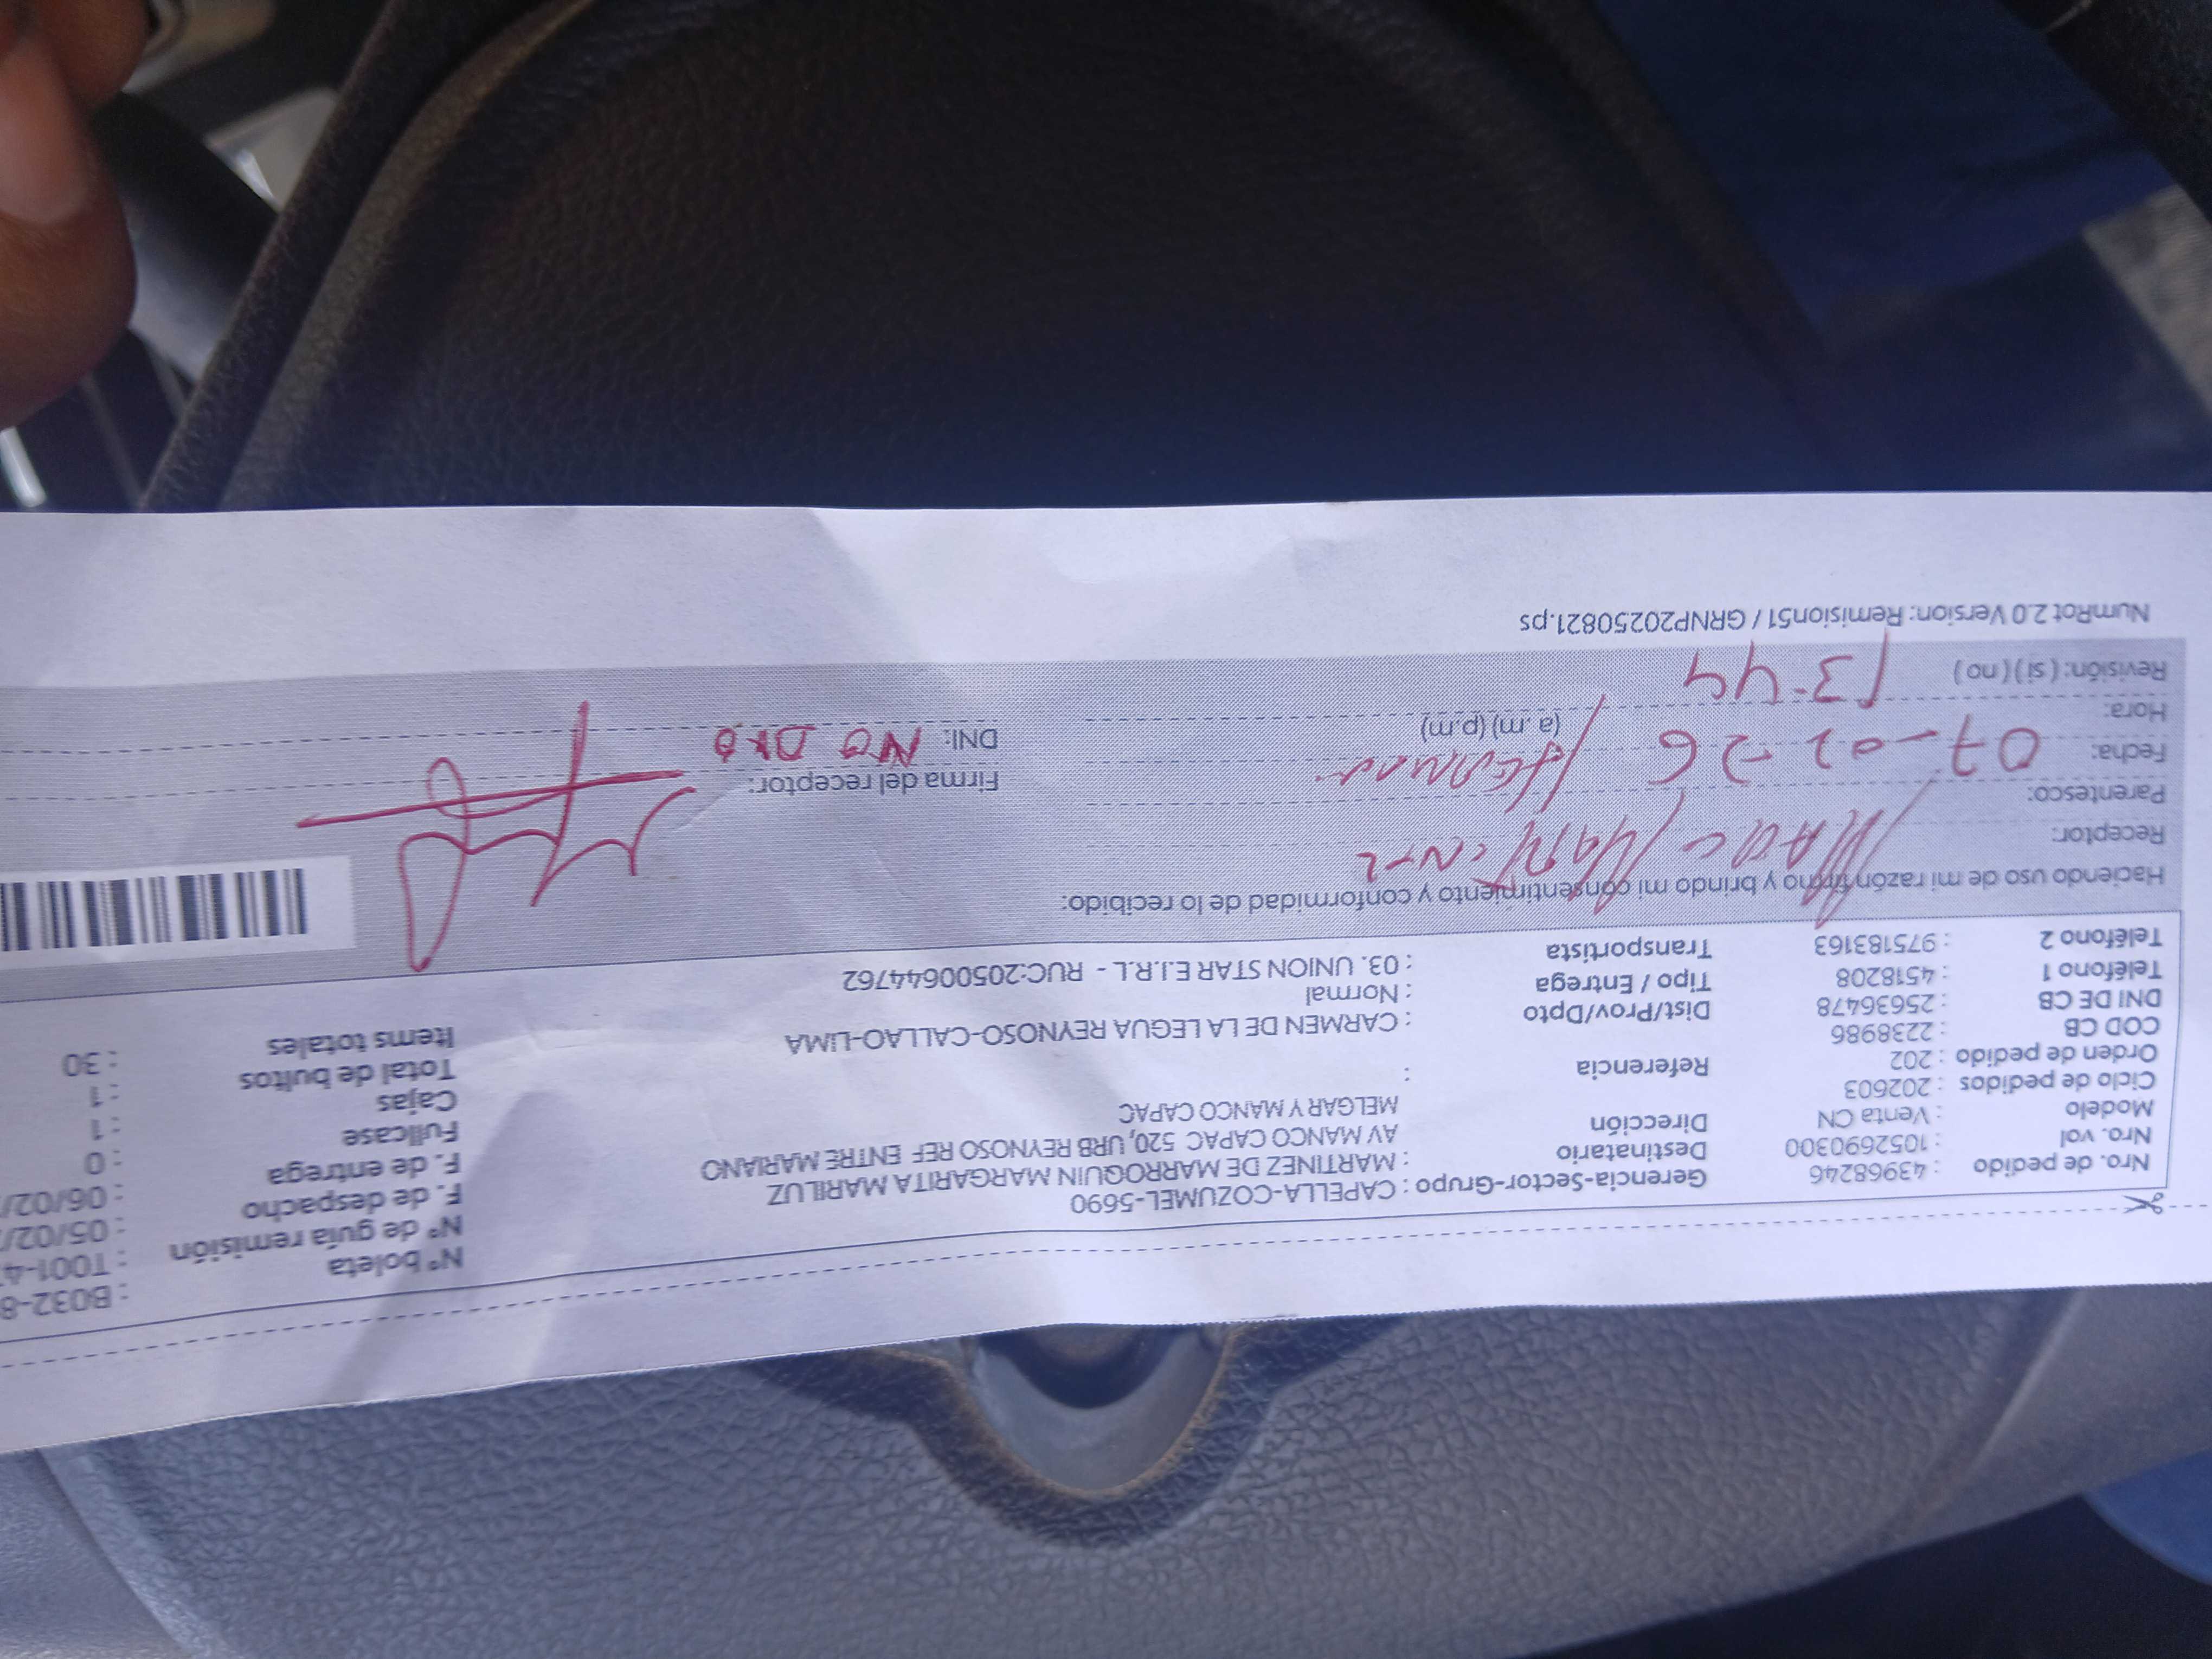 Nº boleta : B032-8
Nro. de pedido : 43968246 Gerencia-Sector-Grupo : CAPELLA-COZUMEL-5690 Nº de guía remisión : T001-4
Nro. vol : 1052690300 Destinatario : MARTINEZ DE MARROQUIN MARGARITA MARILUZ F. de despacho : 05/02/
Modelo : Venta CN Dirección AV MANCO CAPAC 520, URB REYNOSO REF ENTRE MARIANO F. de entrega : 06/02/
Ciclo de pedidos : 202603 MELGAR Y MANCO CAPAC Fullcase : 0
Orden de pedido : 202 Referencia : Cajas : 1
COD CB : 2238986 Total de bultos : 1
DNI DE CB : 25636478 Dist/Prov/Dpto : CARMEN DE LA LEGUA REYNOSO-CALLAO-LIMA Items totales : 30
Teléfono 1 : 4518208 Tipo / Entrega : Normal
Teléfono 2 : 975183163 Transportista : 03. UNION STAR E.I.R.L - RUC:20500644762
Haciendo uso de mi razón firmo y brindo mi consentimiento y conformidad de lo recibido:
Receptor:
Parentesco: Firma del receptor:
Fecha: 07-02-26 (a.m) (p.m) DNI: NO DIO
Hora: 13-44
Revisión: ( si ) ( no )
NumRot 2.0 Version: Remision51 / GRNP20250821.ps